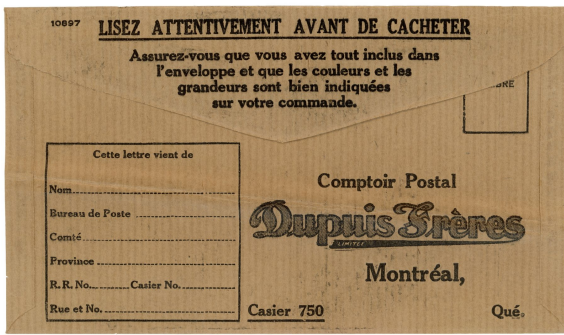 10897
LISEZ ATTENTIVEMENT AVANT DE CACHETER
Assurez-vous que vous avez tout inclus dans
l'enveloppe et que les couleurs et les
grandeurs sont bien indiquées
sur votre commande.
BRE
Cette lettre vient de
Nom
Bureau de Poste
Comté
Province
R. R. No. Casier No.
Rue et No.
Comptoir Postal
Dupuis Frères
LIMITÉE
Montréal,
Casier 750 Qué.